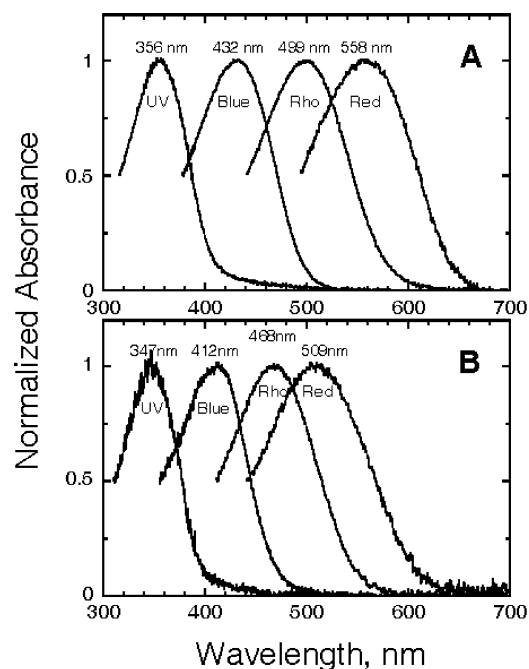 356 nm 432 nm 499 nm 558 nm
A
1
UV Blue Rho Red
0.5
0
300 400 500 600 700
468nm
347nm 412nm 509nm
B
1
UV Blue Rho Red
0.5
0
300 400 500 600 700
Normalized Absorbance
Wavelength, nm